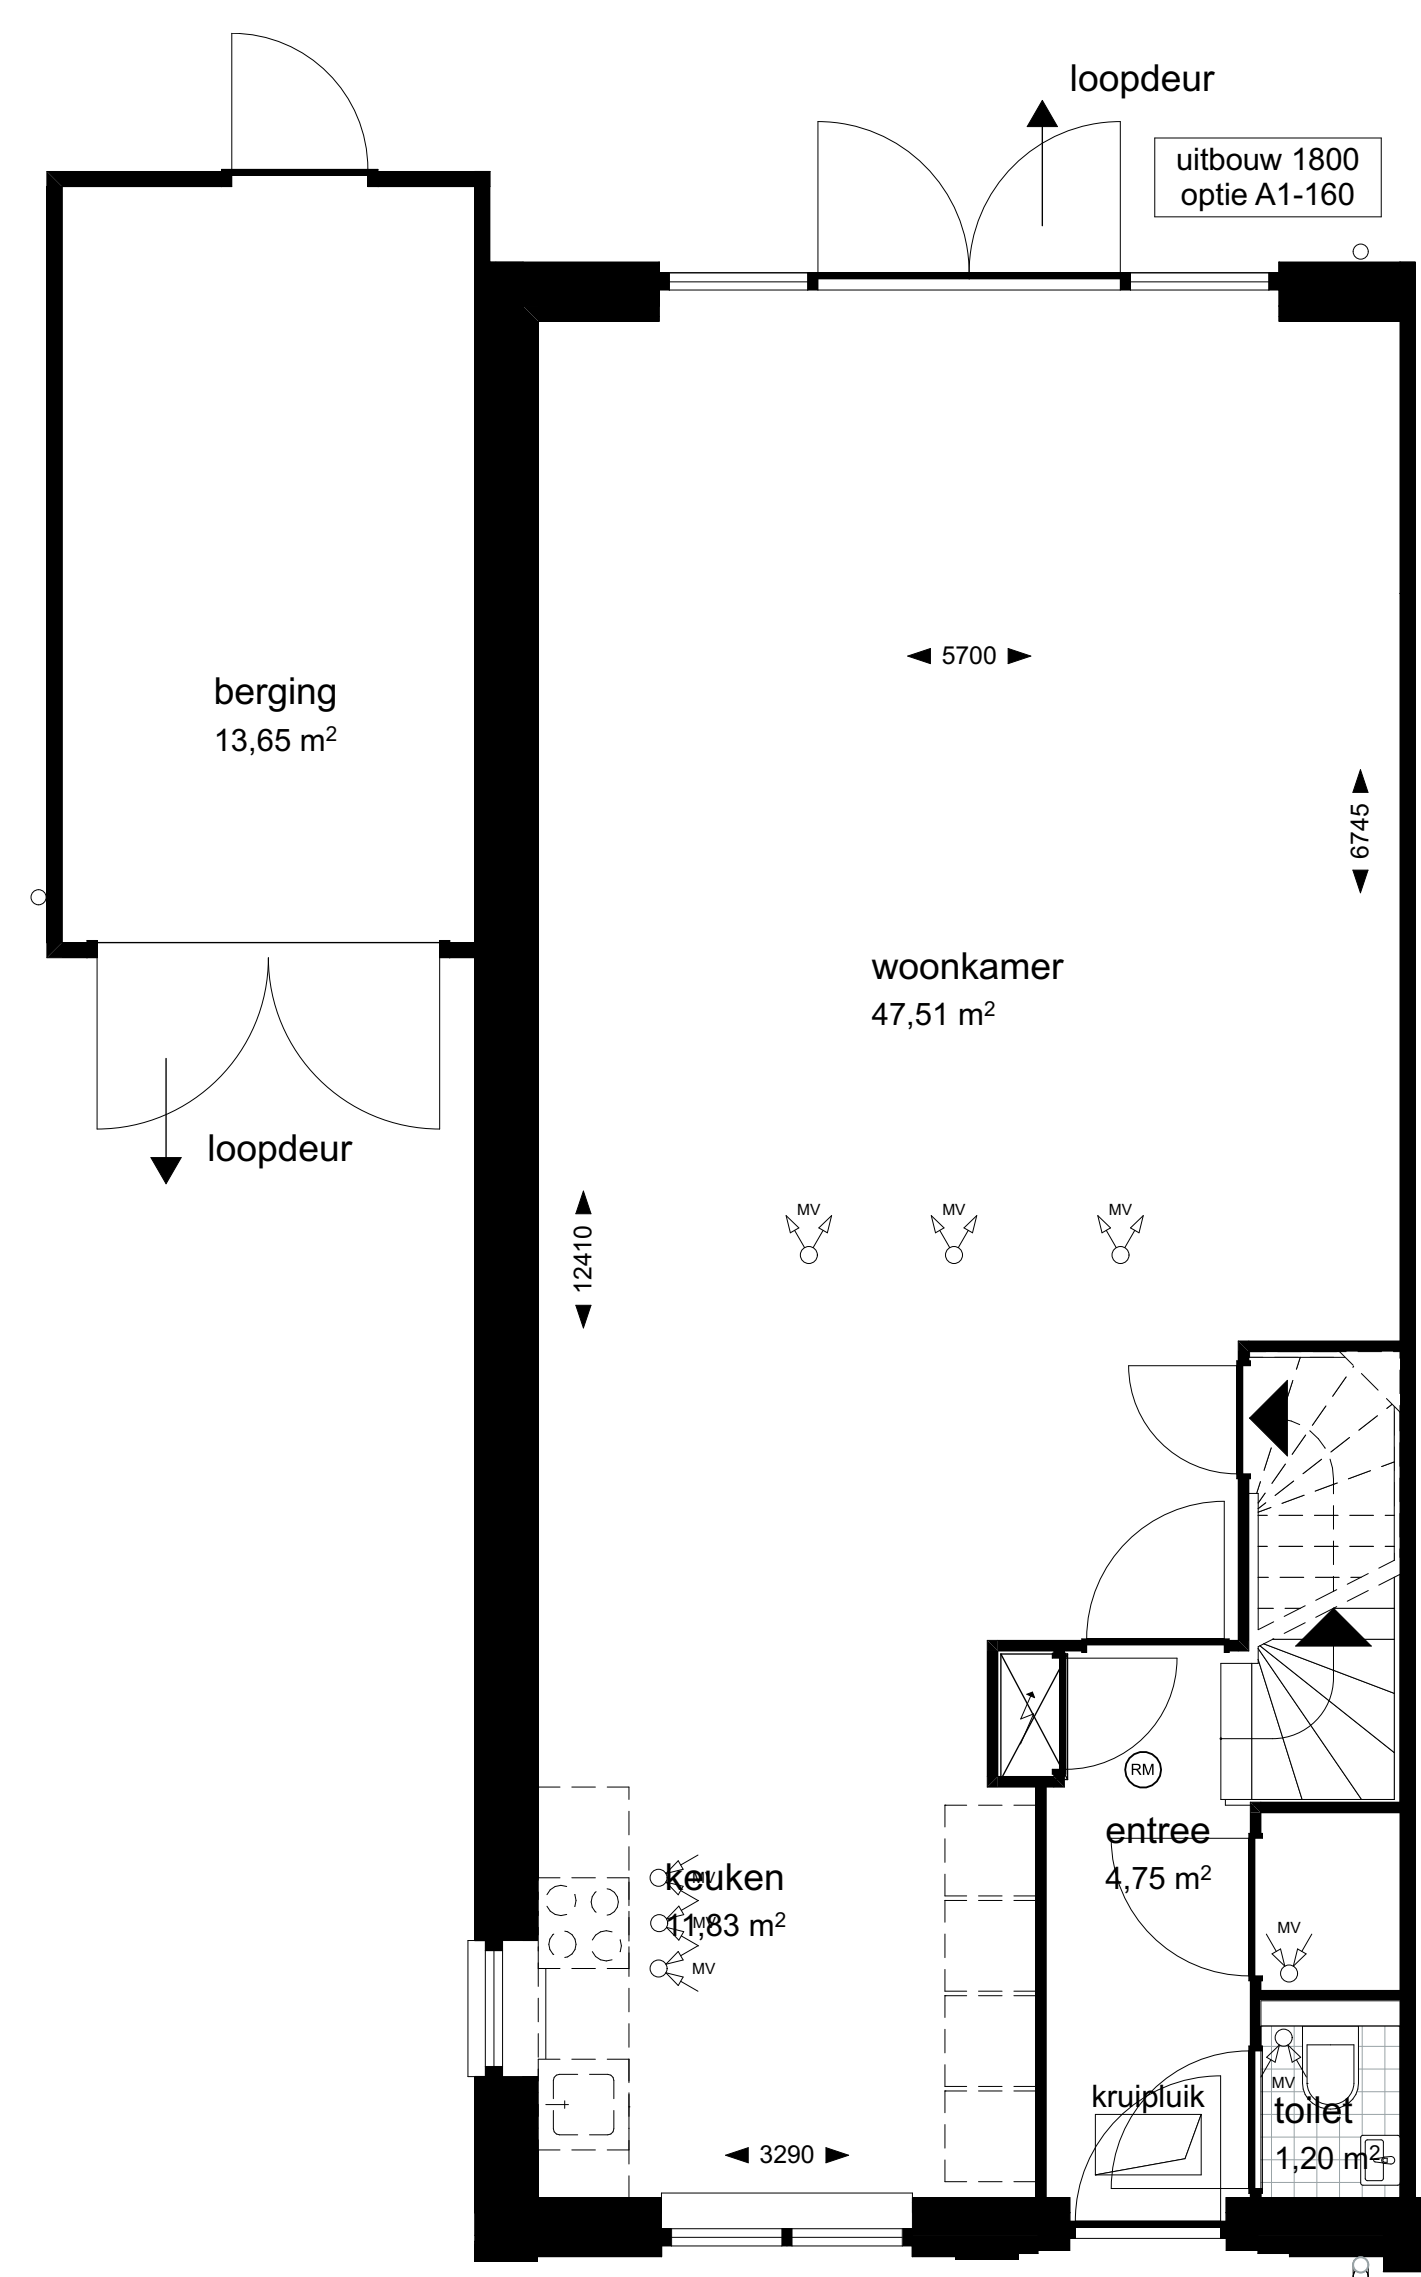 loopdeur
uitbouw 1800
optie A1-160
5700
berging
13,65 m²
6745
woonkamer
47,51 m²
loopdeur
MV
MV
MV
12410
RM
entree
4,75 m²
keuken
11,83 m²
MV
MV
MV
MV
MV
kruipluik
toilet
1,20 m²
3290